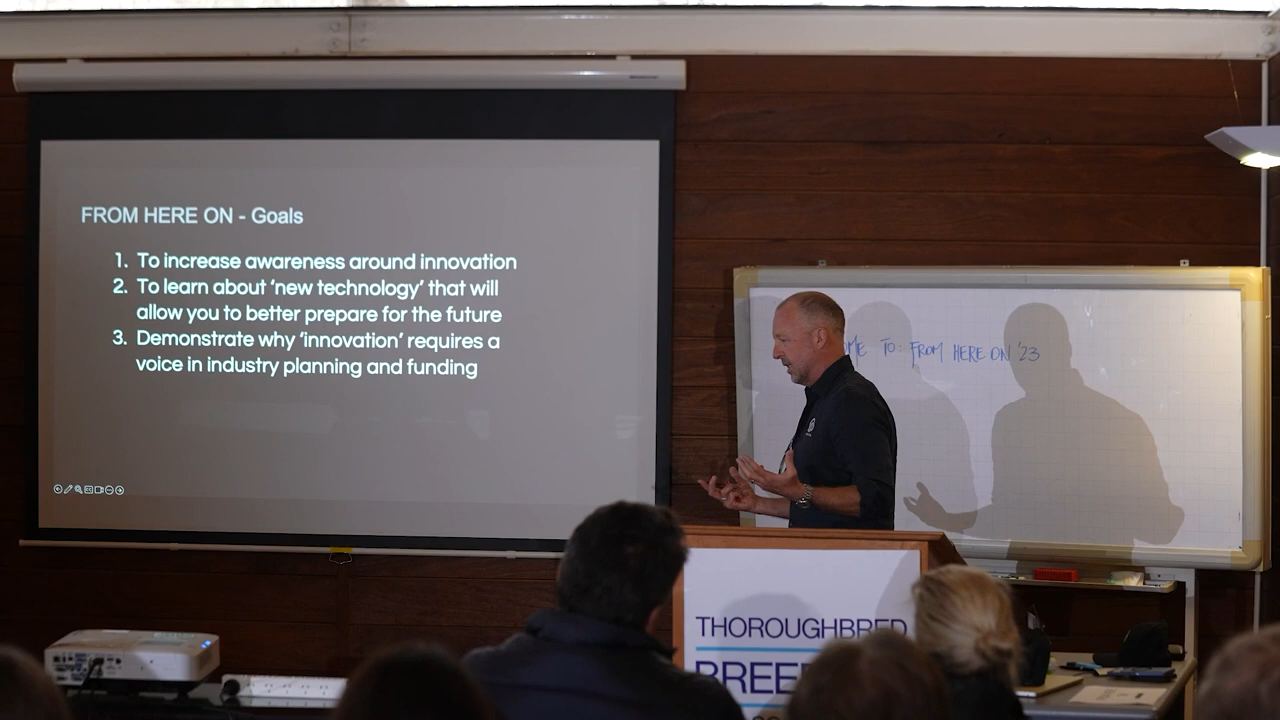 FROM HERE ON - Goals
1. To increase awareness around innovation
2. To learn about ‘new technology’ that will
allow you to better prepare for the future
3. Demonstrate why ‘innovation’ requires a
voice in industry planning and funding
TO: FROM HERE ON '23
THOROUGHBRED